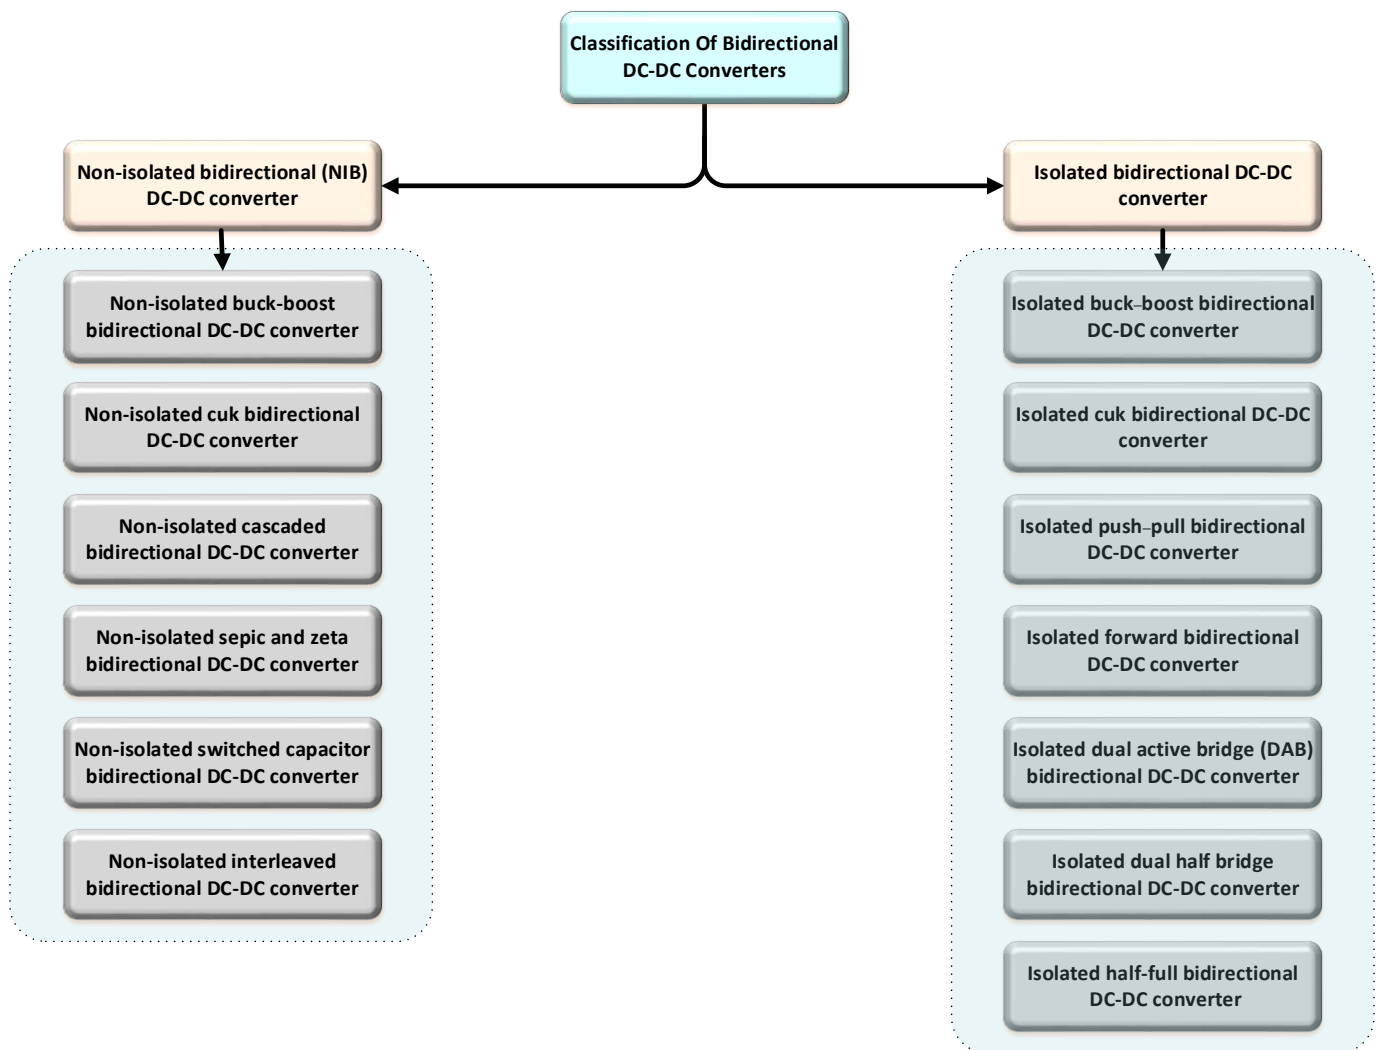 Classification Of Bidirectional
DC-DC Converters
Non-isolated bidirectional (NIB)
DC-DC converter
Non-isolated buck-boost
bidirectional DC-DC converter
Non-isolated cuk bidirectional
DC-DC converter
Non-isolated cascaded
bidirectional DC-DC converter
Non-isolated sepic and zeta
bidirectional DC-DC converter
Non-isolated switched capacitor
bidirectional DC-DC converter
Non-isolated interleaved
bidirectional DC-DC converter
Isolated bidirectional DC-DC
converter
Isolated buck–boost bidirectional
DC-DC converter
Isolated cuk bidirectional DC-DC
converter
Isolated push–pull bidirectional
DC-DC converter
Isolated forward bidirectional
DC-DC converter
Isolated dual active bridge (DAB)
bidirectional DC-DC converter
Isolated dual half bridge
bidirectional DC-DC converter
Isolated half-full bidirectional
DC-DC converter